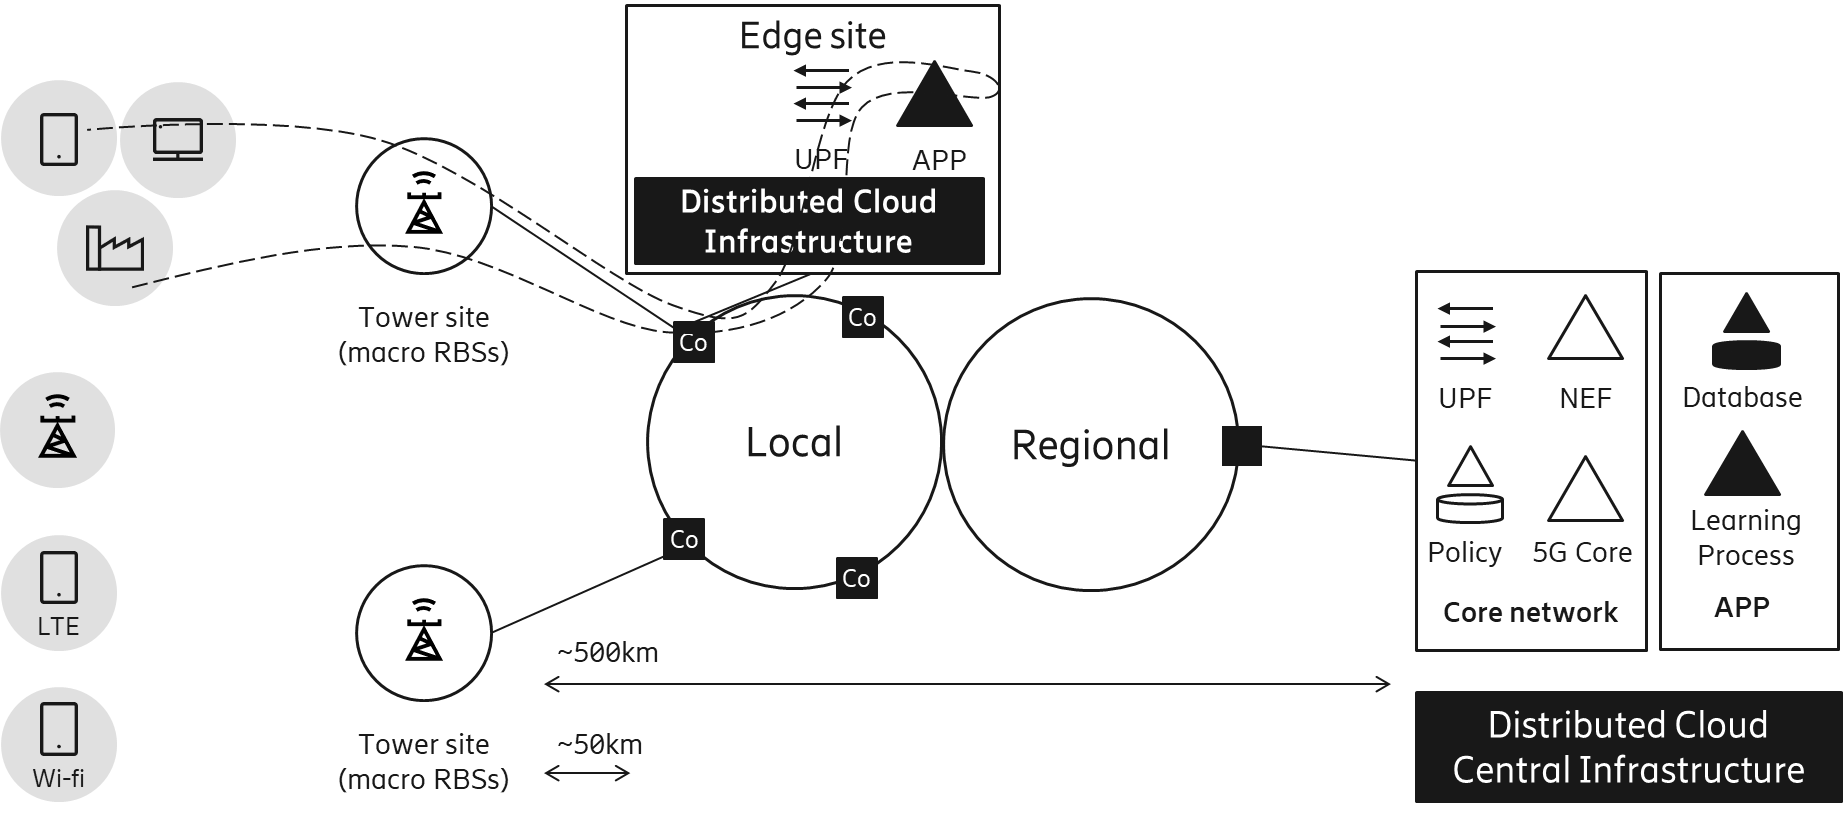 Edge site
UPF
APP
Distributed Cloud
Infrastructure
Tower site
(macro RBSs)
Co
Co
Local
Regional
Co
Co
LTE
Wi-fi
Tower site
(macro RBSs)
~500km
~50km
UPF
NEF
Policy
5G Core
Core network
Database
Learning
Process
APP
Distributed Cloud
Central Infrastructure